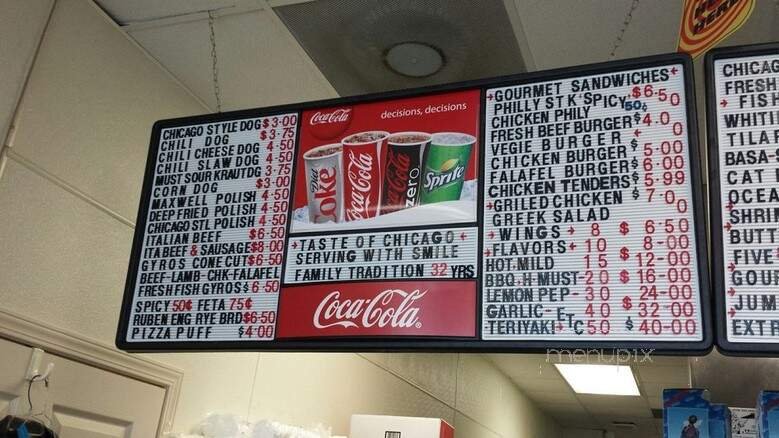 CHICAGO STYLE DOG $3.00
CHILI DOG $3.75
CHILI CHEESE DOG 4.50
CHILI SLAW DOG 4.50
MUST SOUR KRAUTDG 3.75
CORN DOG $3.00
MAXWELL POLISH 4.50
DEEP FRIED POLISH 4.50
CHICAGO STL POLISH 4.50
ITALIAN BEEF $6.50
ITA BEEF & SAUSAGE $8.00
GYROS CONE CUT $6.50
BEEF-LAMB-CHK-FALAFEL
FRESH FISH GYROS $6.50
SPICY 50¢ FETA 75¢
RUBEN ENG RYE BRD $6.50
PIZZA PUFF $4.00
Coca-Cola
decisions, decisions
Diet Coke
Coca-Cola
Coca-Cola zero
Sprite
TASTE OF CHICAGO
SERVING WITH SMILE
FAMILY TRADITION 32 YRS
Coca-Cola
GOURMET SANDWICHES
PHILLY STK SPICY 50¢ $6.50
CHICKEN PHILY
FRESH BEEF BURGER $4.00
VEGIE BURGER
CHICKEN BURGER $5.00
FALAFEL BURGER $6.00
CHICKEN TENDERS $5.99
GRILED CHICKEN 7.00
GREEK SALAD
WINGS 8 $6.50
FLAVORS 10 8.00
HOT-MILD 15 $12-00
BBQ-H-MUST-20 $16-00
LEMON PEP-30 24-00
GARLIC-ET 40 $32-00
TERIYAKI-ETC 50 $40-00
CHICAG
FRESH
FISH
WHITI
TILA
BASA
CAT
OCEA
SHRI
BUTT
FIVE
GOU
JUM
EXTR
menupix